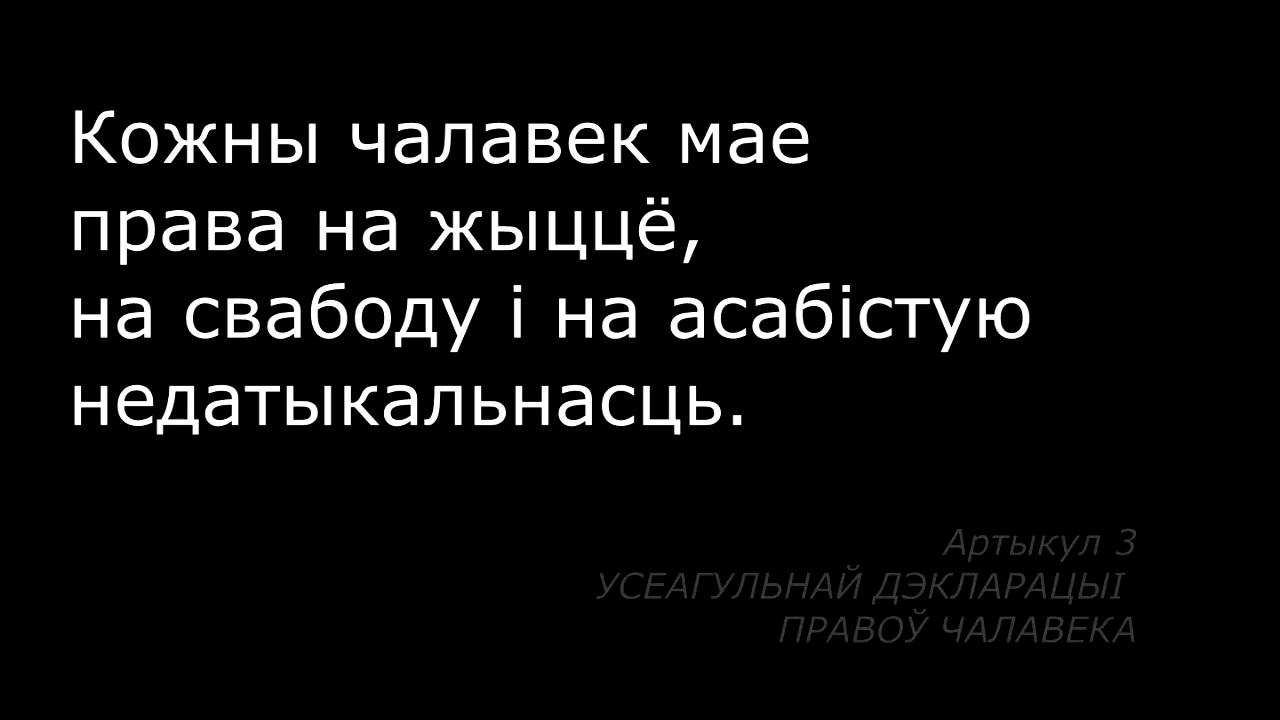 Кожны чалавек мае
права на жыццё,
на свабоду і на асабістую
недатыкальнасць.
Артыкул 3
УСЕАГУЛЬНАЙ ДЭКЛАРАЦЫІ
ПРАВОЎ ЧАЛАВЕКА